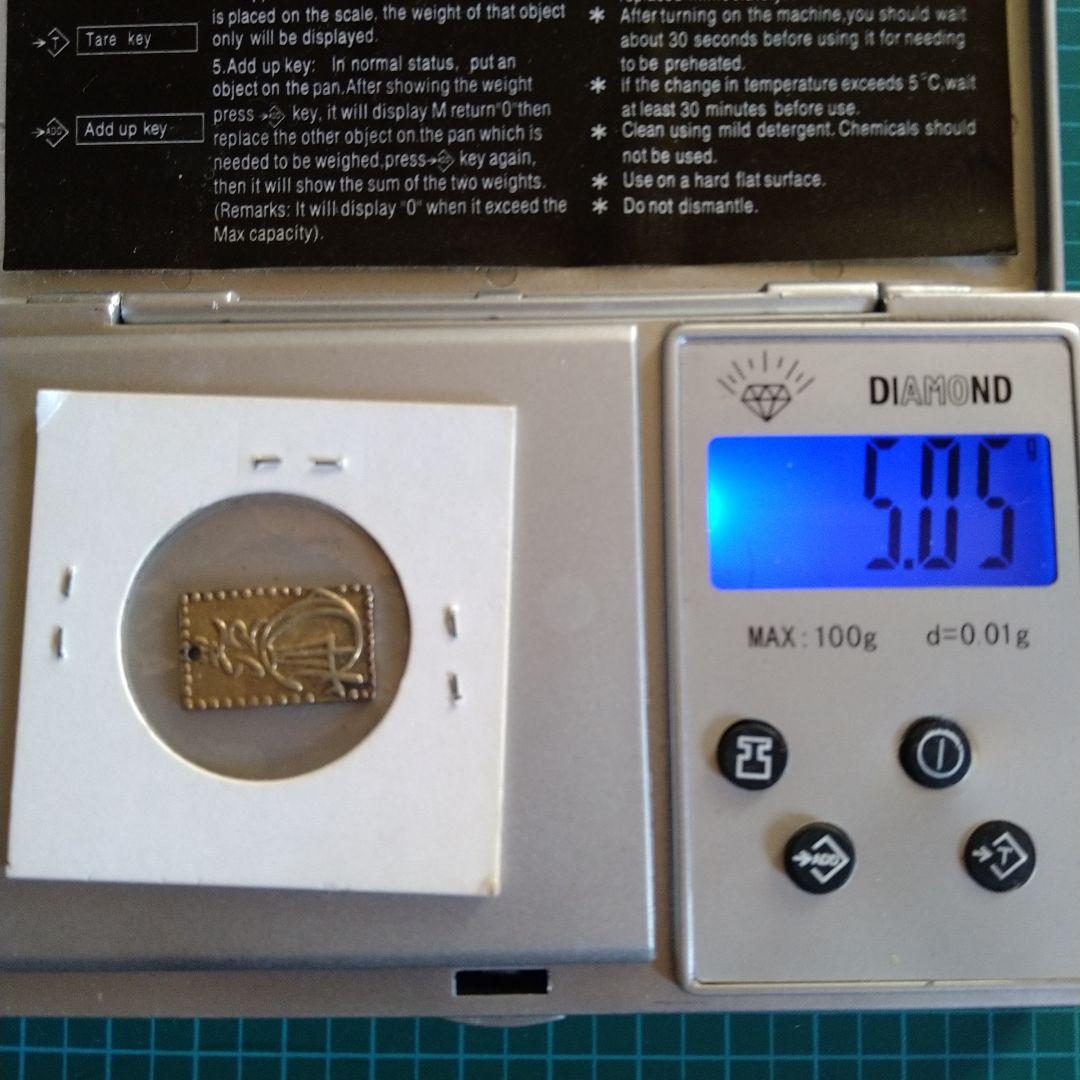 Tare key
Add up key
is placed on the scale, the weight of that object
only will be displayed.
5.Add up key: In normal status, put an
object on the pan.After showing the weight
press ADD key, it will display M return"0"then
replace the other object on the pan which is
needed to be weighed,press ADD key again,
then it will show the sum of the two weights.
(Remarks: It will display "0" when it exceed the
Max capacity).
* After turning on the machine,you should wait
about 30 seconds before using it for needing
to be preheated.
* If the change in temperature exceeds 5°C,wait
at least 30 minutes before use.
* Clean using mild detergent. Chemicals should
not be used.
* Use on a hard flat surface.
* Do not dismantle.
DIAMOND
5.05 g
MAX:100g d=0.01g
ADD
T